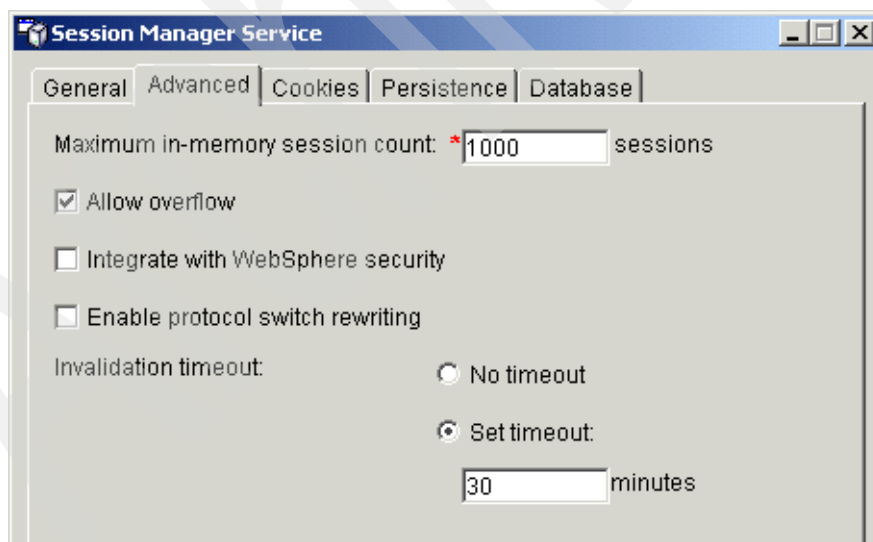 Session Manager Service
General Advanced Cookies Persistence Database
Maximum in-memory session count: *1000 sessions
Allow overflow
Integrate with WebSphere security
Enable protocol switch rewriting
Invalidation timeout: No timeout
Set timeout:
30 minutes